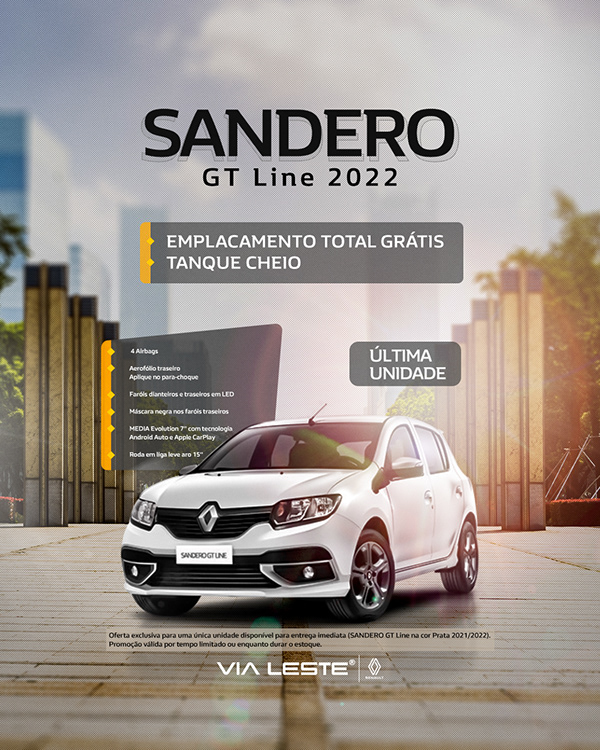 SANDERO
GT Line 2022
EMPLACAMENTO TOTAL GRÁTIS
TANQUE CHEIO
4 Airbags
Aerofólio traseiro
Aplique no para-choque
Faróis dianteiros e traseiros em LED
Máscara negra nos faróis traseiros
MEDIA Evolution 7" com tecnologia
Android Auto e Apple CarPlay
Roda em liga leve aro 15"
ÚLTIMA
UNIDADE
SANDERO GT LINE
Oferta exclusiva para uma única unidade disponível para entrega imediata (SANDERO GT Line na cor Prata 2021/2022).
Promoção válida por tempo limitado ou enquanto durar o estoque.
VIA LESTE®
RENAULT